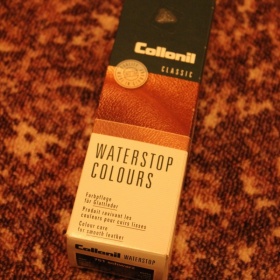 Collonil
CLASSIC
WATERSTOP
COLOURS
Farbpflege
für Glattleder
Produit ravivant les
couleurs pour cuirs lisses
Colour care
for smooth leather
Collonil WATERSTOP